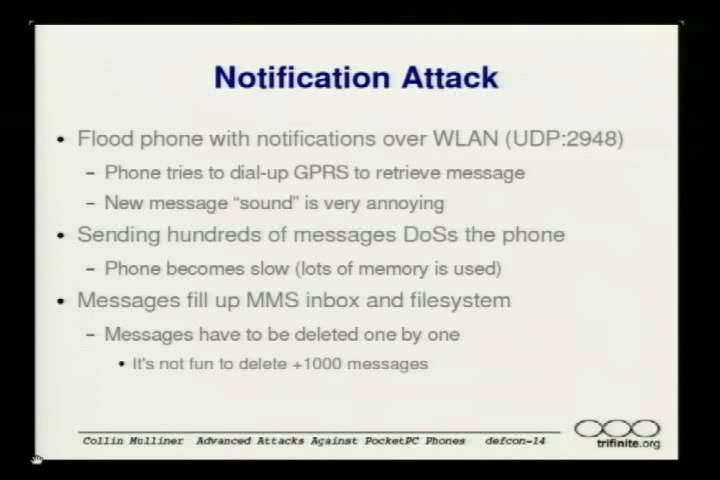 Notification Attack
• Flood phone with notifications over WLAN (UDP:2948)
– Phone tries to dial-up GPRS to retrieve message
– New message “sound” is very annoying
• Sending hundreds of messages DoSs the phone
– Phone becomes slow (lots of memory is used)
• Messages fill up MMS inbox and filesystem
– Messages have to be deleted one by one
• It's not fun to delete +1000 messages
Collin Mulliner Advanced Attacks Against PocketPC Phones defcon-14
trifinite.org